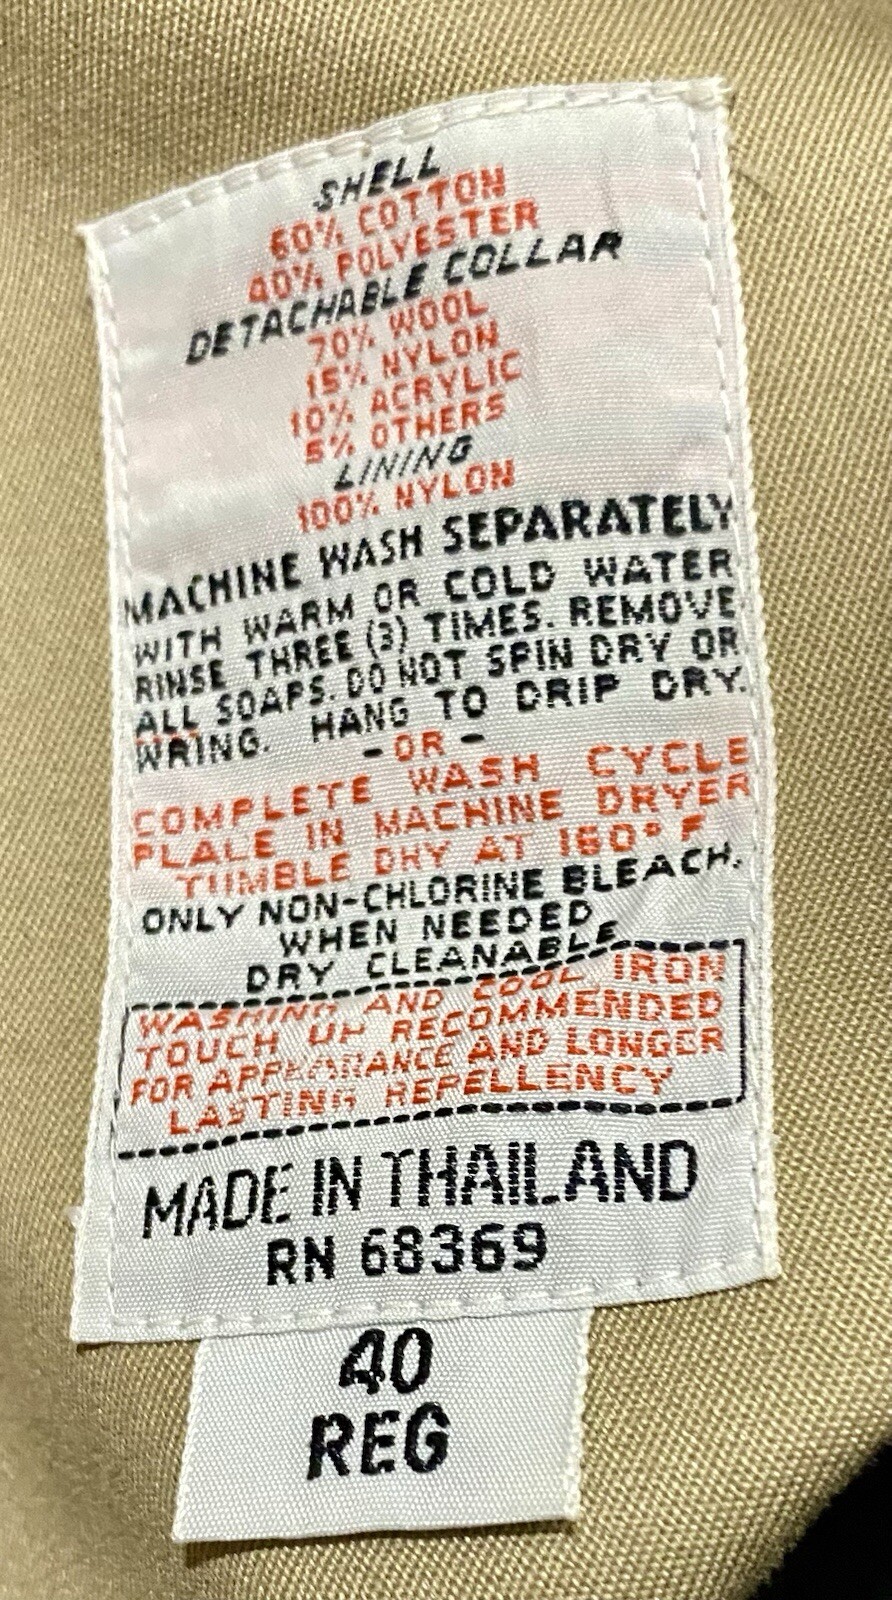 SHELL
60% COTTON
40% POLYESTER
DETACHABLE COLLAR
70% WOOL
15% NYLON
10% ACRYLIC
5% OTHERS
LINING
100% NYLON
MACHINE WASH SEPARATELY
WITH WARM OR COLD WATER
RINSE THREE (3) TIMES. REMOVE
ALL SOAPS. DO NOT SPIN DRY OR
WRING. HANG TO DRIP DRY.
- OR -
COMPLETE WASH CYCLE
PLALE IN MACHINE DRYER
TUMBLE DRY AT 160° F
ONLY NON-CHLORINE BLEACH.
WHEN NEEDED
DRY CLEANABLE
WASHING AND COOL IRON
TOUCH UP RECOMMENDED
FOR APPEARANCE AND LONGER
LASTING REPELLENCY
MADE IN THAILAND
RN 68369
40
REG